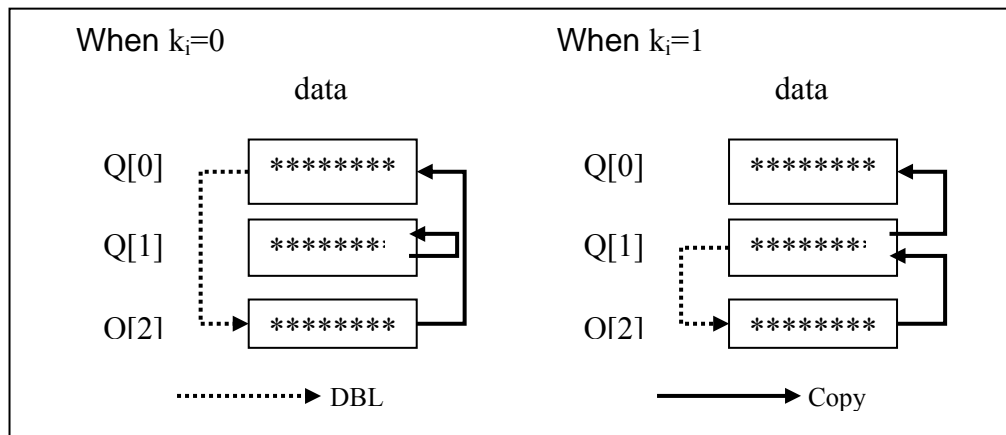 When kᵢ=0
data
Q[0] ********
Q[1] *******
Q[2] ********
DBL
When kᵢ=1
data
Q[0] ********
Q[1] *******
Q[2] ********
Copy